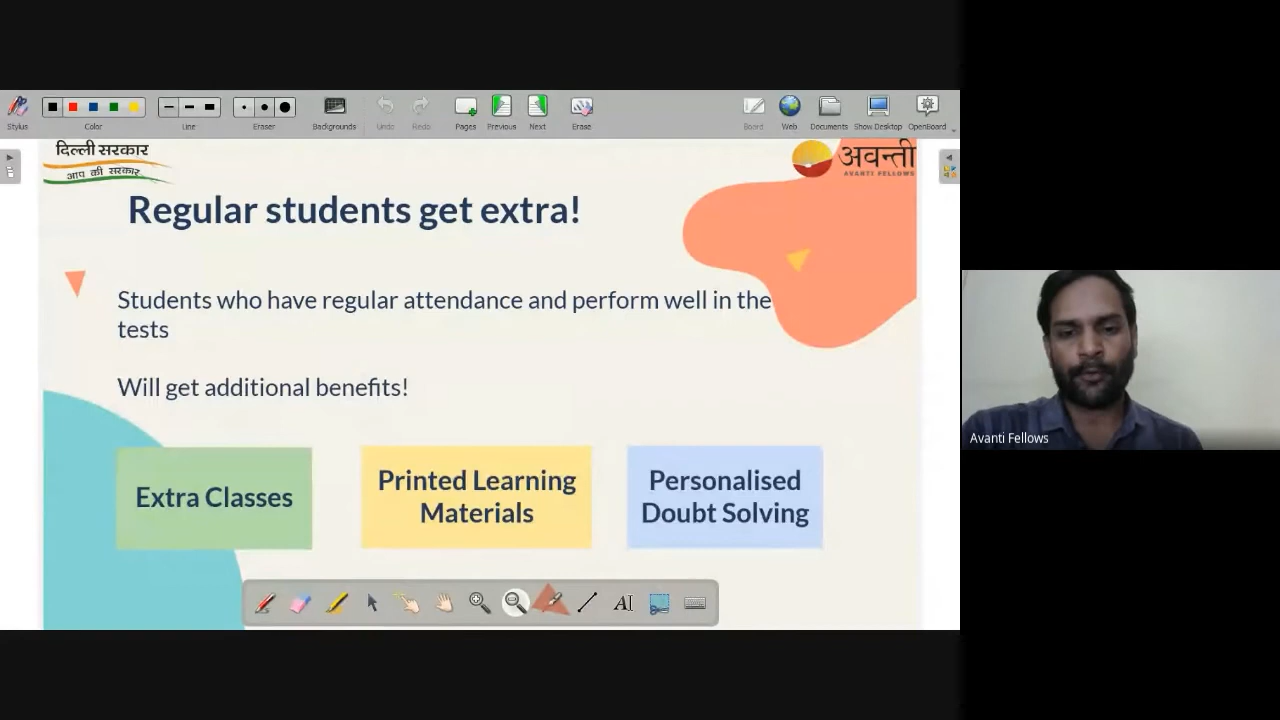 Stylus
Color
Line
Eraser
Backgrounds
Undo
Redo
Pages
Previous
Next
Erase
Board
Web
Documents
Show Desktop
OpenBoard
दिल्ली सरकार
आप की सरकार
अवन्ती
AVANTI FELLOWS
Regular students get extra!
Students who have regular attendance and perform well in the
tests
Will get additional benefits!
Extra Classes
Printed Learning
Materials
Personalised
Doubt Solving
AI
Avanti Fellows